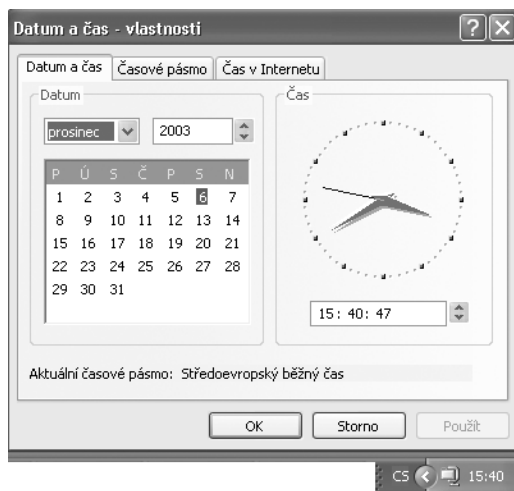 Datum a čas - vlastnosti
Datum a čas Časové pásmo Čas v Internetu
Datum
prosinec 2003
P Ú S Č P S N
1 2 3 4 5 6 7
8 9 10 11 12 13 14
15 16 17 18 19 20 21
22 23 24 25 26 27 28
29 30 31
Čas
15: 40: 47
Aktuální časové pásmo: Středoevropský běžný čas
OK Storno Použít
CS 15:40